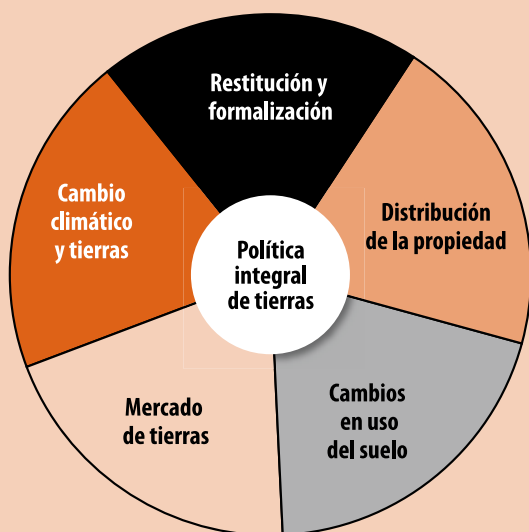 Restitución y
formalización
Distribución
de la propiedad
Cambios
en uso
del suelo
Mercado
de tierras
Cambio
climático
y tierras
Política
integral
de tierras